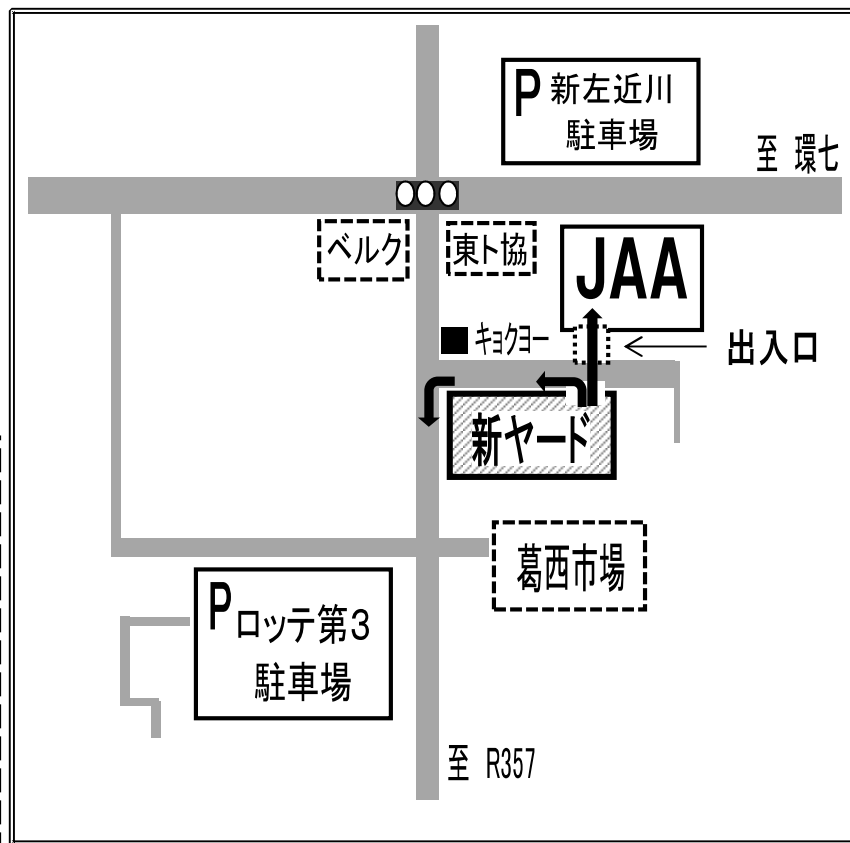 P 新左近川
駐車場
至 環七
ベルク
東ト協
JAA
キョクヨー
出入口
新ヤード
葛西市場
P ロッテ第3
駐車場
至 R357